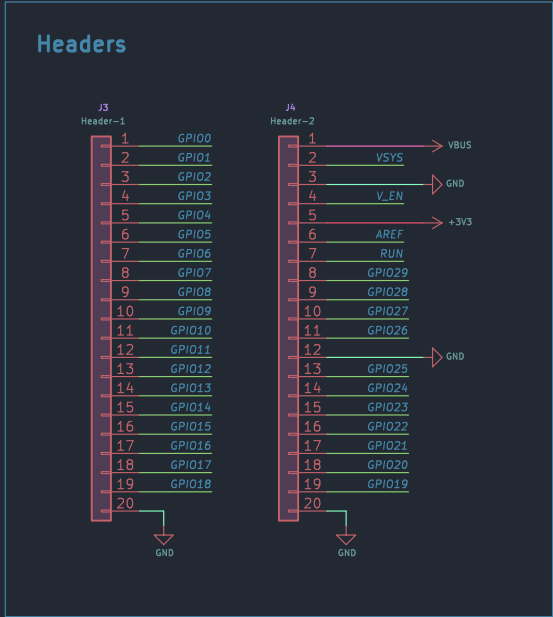 Headers
J3
Header-1
1 GPIO0
2 GPIO1
3 GPIO2
4 GPIO3
5 GPIO4
6 GPIO5
7 GPIO6
8 GPIO7
9 GPIO8
10 GPIO9
11 GPIO10
12 GPIO11
13 GPIO12
14 GPIO13
15 GPIO14
16 GPIO15
17 GPIO16
18 GPIO17
19 GPIO18
20
GND
J4
Header-2
1 VBUS
2 VSYS
3 GND
4 V_EN
5 +3V3
6 AREF
7 RUN
8 GPIO29
9 GPIO28
10 GPIO27
11 GPIO26
12 GND
13 GPIO25
14 GPIO24
15 GPIO23
16 GPIO22
17 GPIO21
18 GPIO20
19 GPIO19
20
GND